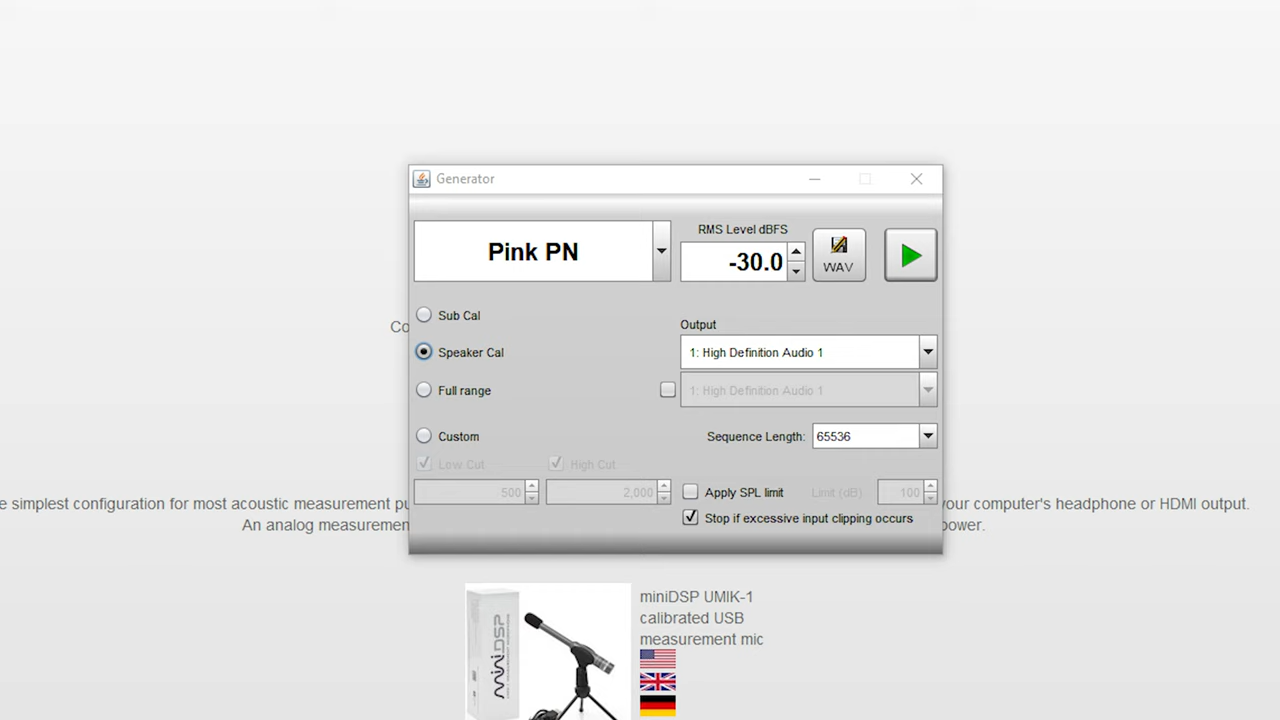 Generator
Pink PN
RMS Level dBFS
-30.0
WAV
Sub Cal
Speaker Cal
Full range
Custom
Low Cut
High Cut
500
2,000
Output
1: High Definition Audio 1
1: High Definition Audio 1
Sequence Length: 65536
Apply SPL limit
Limit (dB)
100
Stop if excessive input clipping occurs
Co
e simplest configuration for most acoustic measurement pu
your computer's headphone or HDMI output.
An analog measuremen
power.
miniDSP
miniDSP UMIK-1
calibrated USB
measurement mic